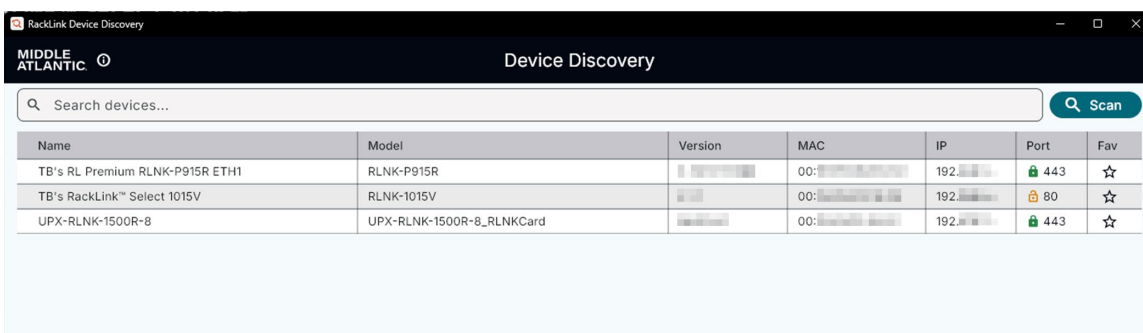 RackLink Device Discovery
MIDDLE
ATLANTIC
Device Discovery
Search devices...
Scan
Name Model Version MAC IP Port Fav
TB's RL Premium RLNK-P915R ETH1 RLNK-P915R 00: 192. 443
TB's RackLink™ Select 1015V RLNK-1015V 00: 192. 80
UPX-RLNK-1500R-8 UPX-RLNK-1500R-8_RLNKCard 00: 192. 443